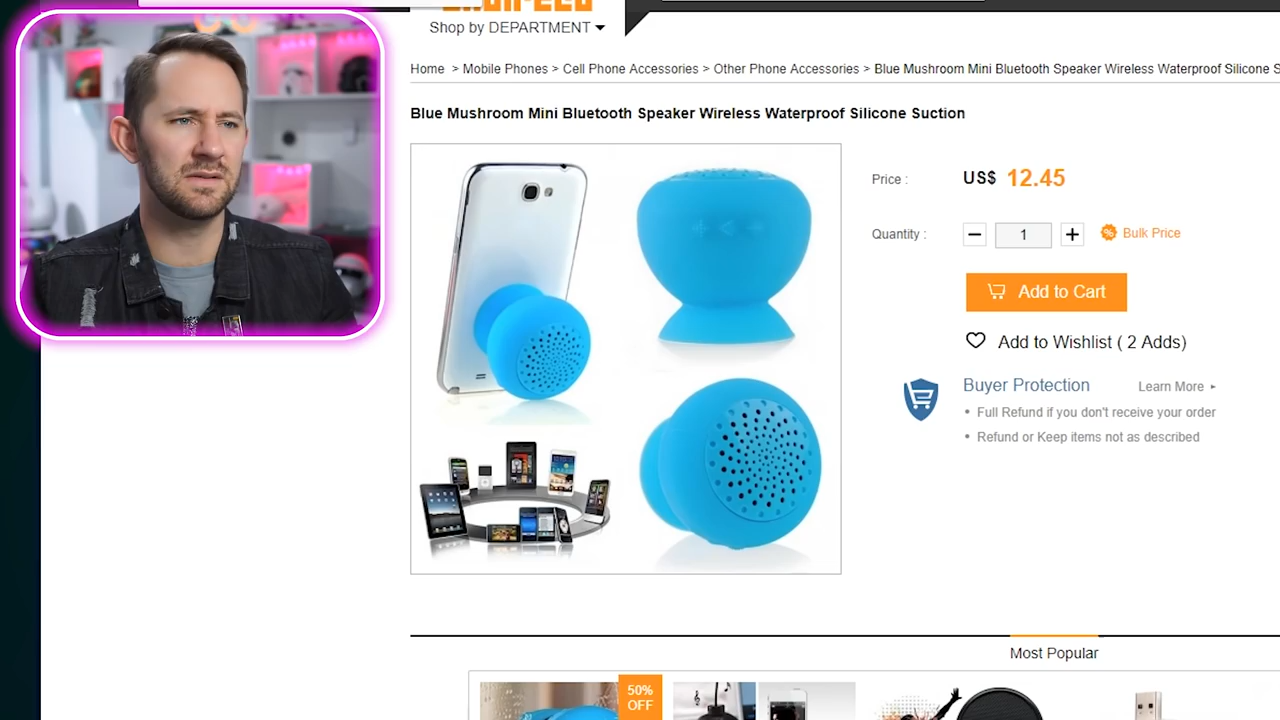 Shop by DEPARTMENT
Home > Mobile Phones > Cell Phone Accessories > Other Phone Accessories > Blue Mushroom Mini Bluetooth Speaker Wireless Waterproof Silicone S
Blue Mushroom Mini Bluetooth Speaker Wireless Waterproof Silicone Suction
Price : US$ 12.45
Quantity : 1 Bulk Price
Add to Cart
Add to Wishlist ( 2 Adds)
Buyer Protection Learn More
• Full Refund if you don't receive your order
• Refund or Keep items not as described
Most Popular
50%
OFF